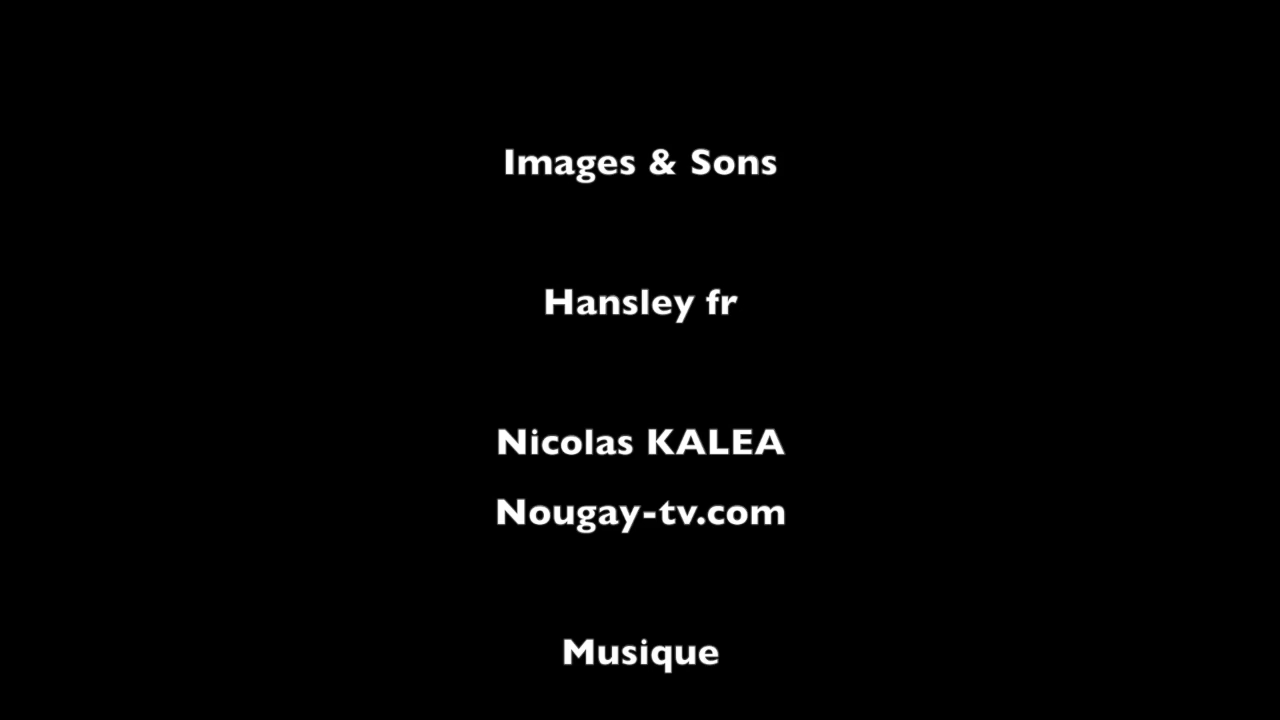 Images & Sons
Hansley fr
Nicolas KALEA
Nougay-tv.com
Musique